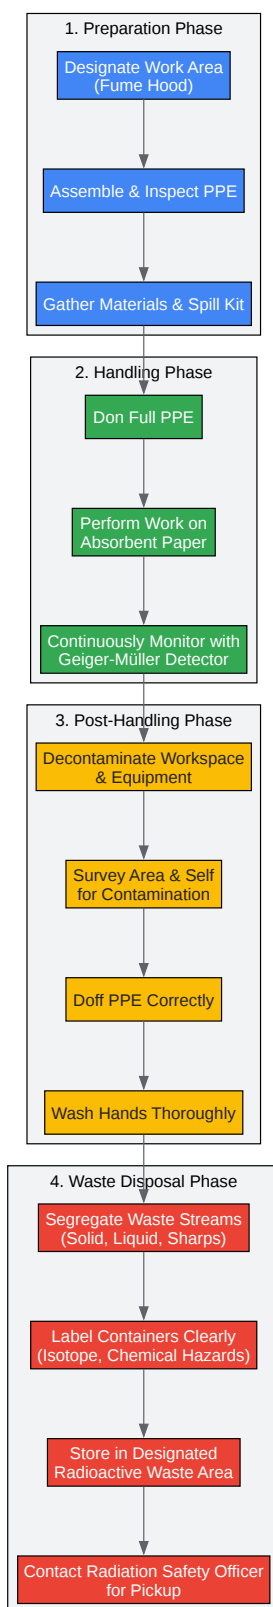 1. Preparation Phase
Designate Work Area
(Fume Hood)
Assemble & Inspect PPE
Gather Materials & Spill Kit
2. Handling Phase
Don Full PPE
Perform Work on
Absorbent Paper
Continuously Monitor with
Geiger-Müller Detector
3. Post-Handling Phase
Decontaminate Workspace
& Equipment
Survey Area & Self
for Contamination
Doff PPE Correctly
Wash Hands Thoroughly
4. Waste Disposal Phase
Segregate Waste Streams
(Solid, Liquid, Sharps)
Label Containers Clearly
(Isotope, Chemical Hazards)
Store in Designated
Radioactive Waste Area
Contact Radiation Safety Officer
for Pickup